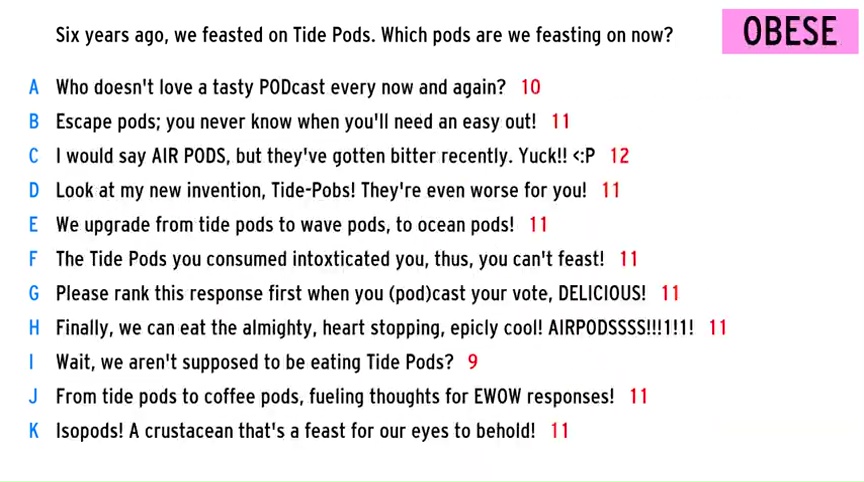 Six years ago, we feasted on Tide Pods. Which pods are we feasting on now?
OBESE
A Who doesn't love a tasty PODcast every now and again? 10
B Escape pods; you never know when you'll need an easy out! 11
C I would say AIR PODS, but they've gotten bitter recently. Yuck!! <:P 12
D Look at my new invention, Tide-Pobs! They're even worse for you! 11
E We upgrade from tide pods to wave pods, to ocean pods! 11
F The Tide Pods you consumed intoxticated you, thus, you can't feast! 11
G Please rank this response first when you (pod)cast your vote, DELICIOUS! 11
H Finally, we can eat the almighty, heart stopping, epicly cool! AIRPODSSSS!!!1!1! 11
I Wait, we aren't supposed to be eating Tide Pods? 9
J From tide pods to coffee pods, fueling thoughts for EWOW responses! 11
K Isopods! A crustacean that's a feast for our eyes to behold! 11